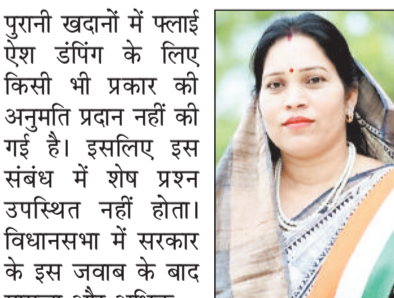 पुरानी खदानों में फ्लाई
ऐश डंपिंग के लिए
किसी भी प्रकार की
अनुमति प्रदान नहीं की
गई है। इसलिए इस
संबंध में शेष प्रश्न
उपस्थित नहीं होता।
विधानसभा में सरकार
के इस जवाब के बाद